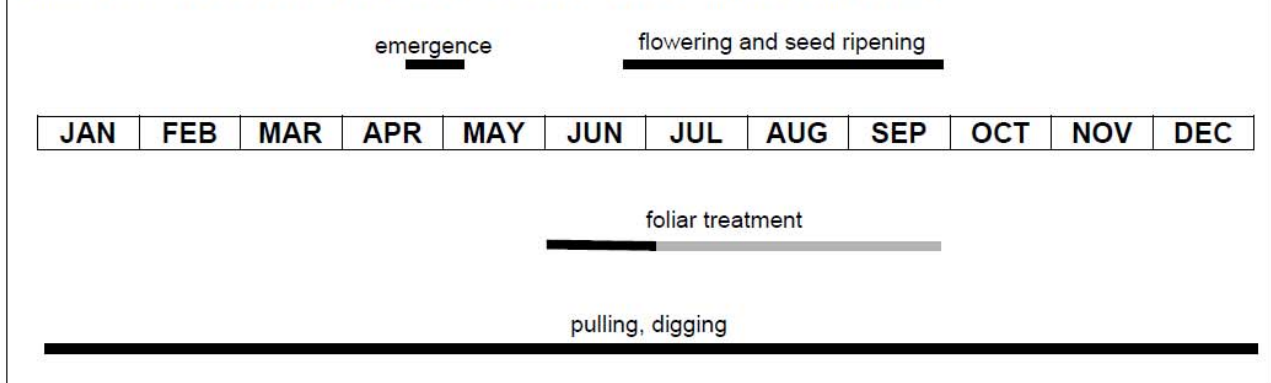 emergence
flowering and seed ripening
JAN FEB MAR APR MAY JUN JUL AUG SEP OCT NOV DEC
foliar treatment
pulling, digging